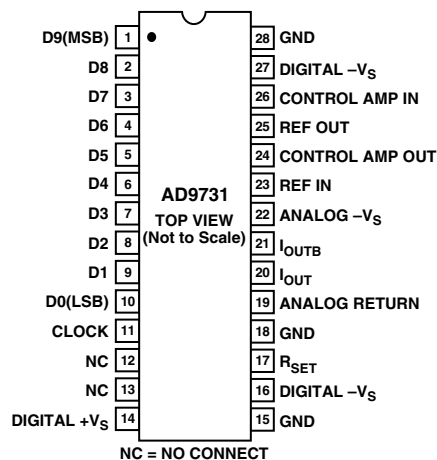 D9(MSB) 1 28 GND
D8 2 27 DIGITAL –VS
D7 3 26 CONTROL AMP IN
D6 4 25 REF OUT
D5 5 24 CONTROL AMP OUT
D4 6 23 REF IN
D3 7 22 ANALOG –VS
D2 8 21 IOUTB
D1 9 20 IOUT
D0(LSB) 10 19 ANALOG RETURN
CLOCK 11 18 GND
NC 12 17 RSET
NC 13 16 DIGITAL –VS
DIGITAL +VS 14 15 GND
AD9731
TOP VIEW
(Not to Scale)
NC = NO CONNECT